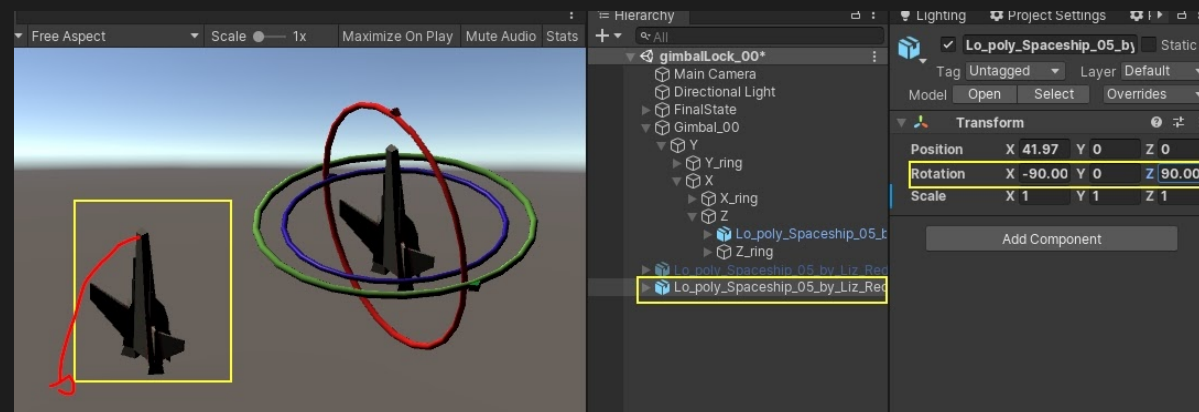 Free Aspect Scale 1x Maximize On Play Mute Audio Stats
Hierarchy
All
gimbalLock_00*
Main Camera
Directional Light
FinalState
Gimbal_00
Y
Y_ring
X
X_ring
Z
Lo_poly_Spaceship_05_b
Z_ring
Lo_poly_Spaceship_05_by_Liz_Red
Lo_poly_Spaceship_05_by_Liz_Red
Lighting Project Settings
Lo_poly_Spaceship_05_by Static
Tag Untagged Layer Default
Model Open Select Overrides
Transform
Position X 41.97 Y 0 Z 0
Rotation X -90.00 Y 0 Z 90.00
Scale X 1 Y 1 Z 1
Add Component